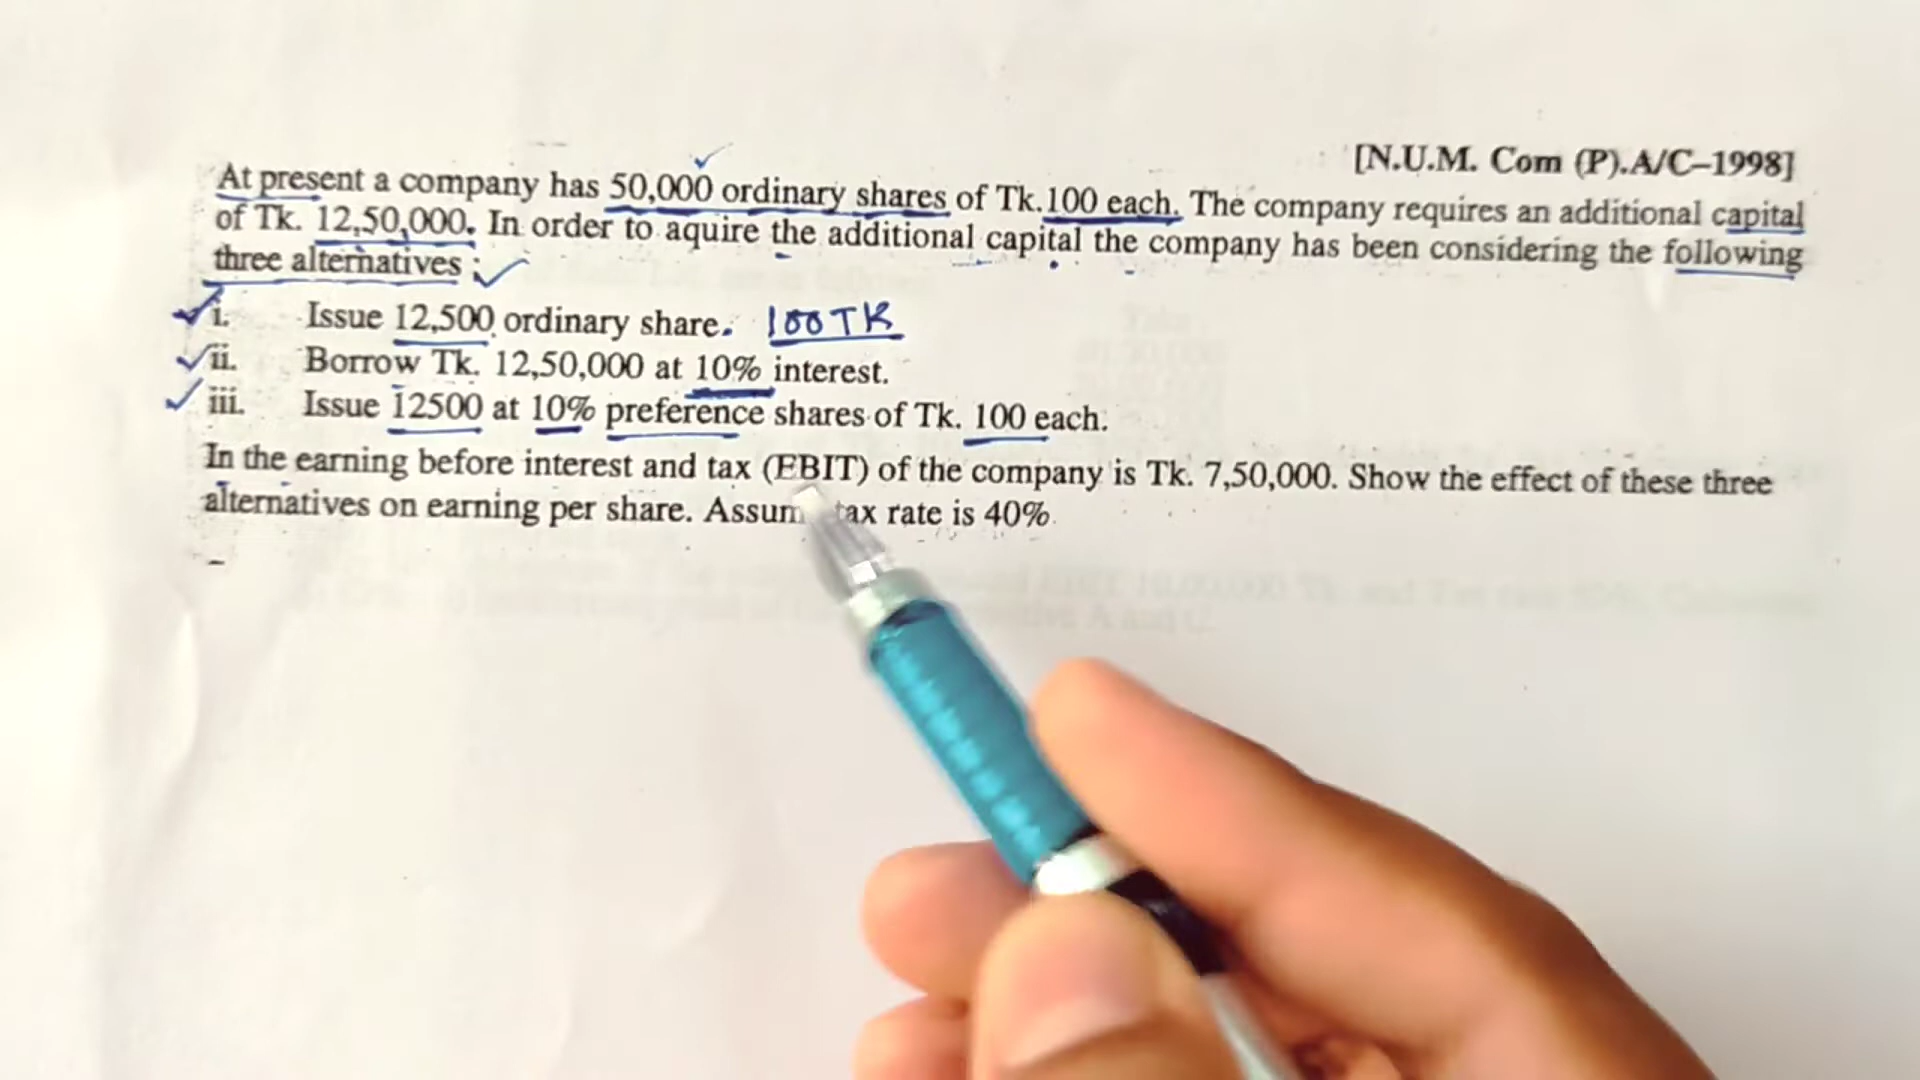 [N.U.M. Com (P).A/C–1998]
At present a company has 50,000 ordinary shares of Tk.100 each. The company requires an additional capital
of Tk. 12,50,000. In order to aquire the additional capital the company has been considering the following
three alternatives :
i. Issue 12,500 ordinary share. 100TK
ii. Borrow Tk. 12,50,000 at 10% interest.
iii. Issue 12500 at 10% preference shares of Tk. 100 each.
In the earning before interest and tax (EBIT) of the company is Tk. 7,50,000. Show the effect of these three
alternatives on earning per share. Assum tax rate is 40%